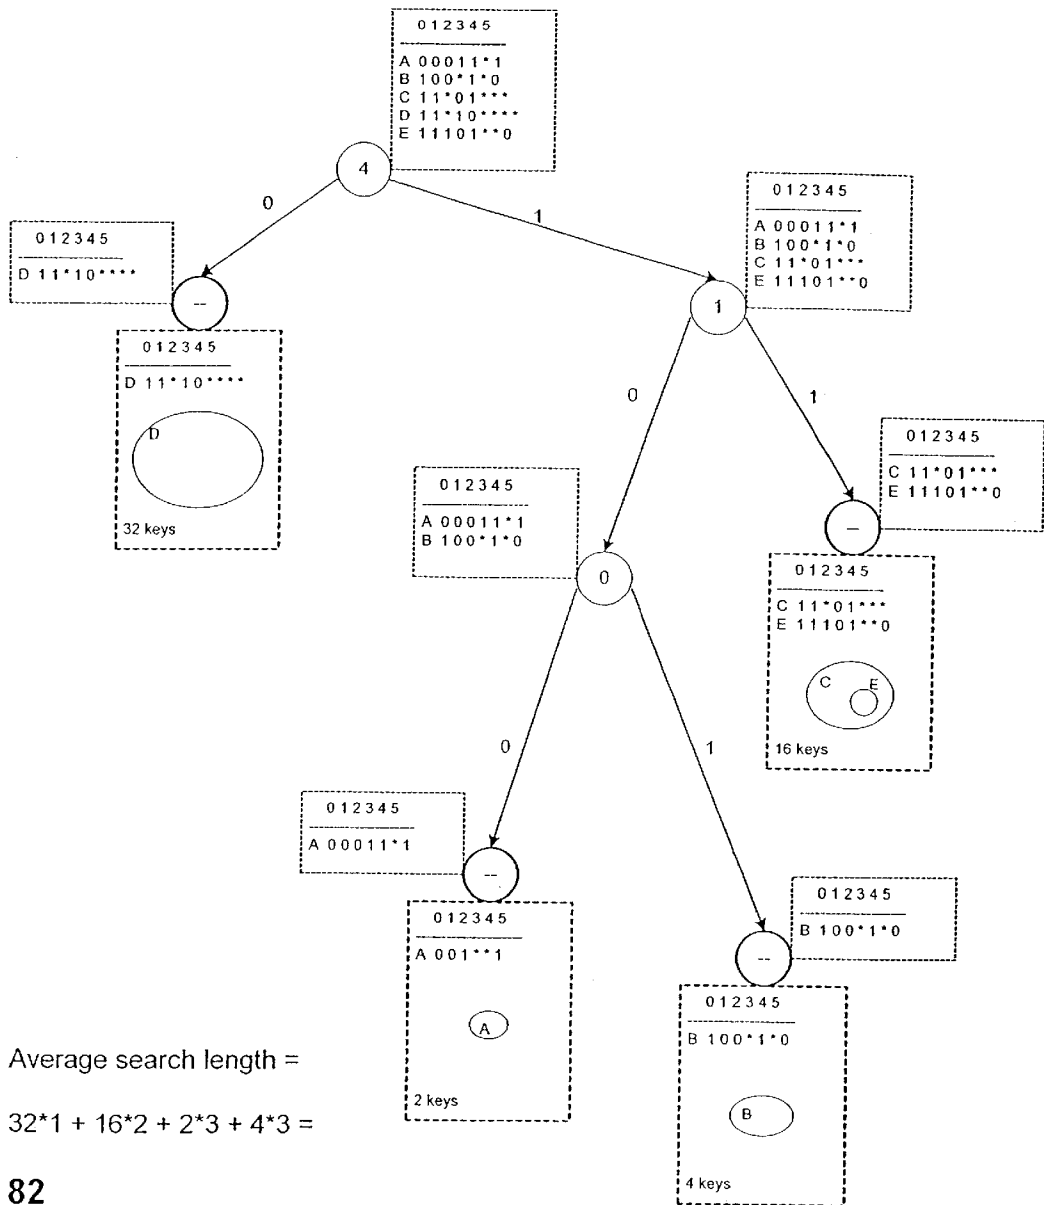 0 1 2 3 4 5
A 0 0 0 1 1 * 1
B 1 0 0 * 1 * 0
C 1 1 * 0 1 * * *
D 1 1 * 1 0 * * * *
E 1 1 1 0 1 * * 0
4
0
1
0 1 2 3 4 5
D 1 1 * 1 0 * * * *
--
0 1 2 3 4 5
D 1 1 * 1 0 * * * *
D
32 keys
0 1 2 3 4 5
A 0 0 0 1 1 * 1
B 1 0 0 * 1 * 0
C 1 1 * 0 1 * * *
E 1 1 1 0 1 * * 0
1
0
1
0 1 2 3 4 5
C 1 1 * 0 1 * * *
E 1 1 1 0 1 * * 0
--
0 1 2 3 4 5
C 1 1 * 0 1 * * *
E 1 1 1 0 1 * * 0
C
E
16 keys
0 1 2 3 4 5
A 0 0 0 1 1 * 1
B 1 0 0 * 1 * 0
0
0
1
0 1 2 3 4 5
A 0 0 0 1 1 * 1
--
0 1 2 3 4 5
A 0 0 1 * * 1
A
2 keys
0 1 2 3 4 5
B 1 0 0 * 1 * 0
--
0 1 2 3 4 5
B 1 0 0 * 1 * 0
B
4 keys
Average search length =
32*1 + 16*2 + 2*3 + 4*3 =
82